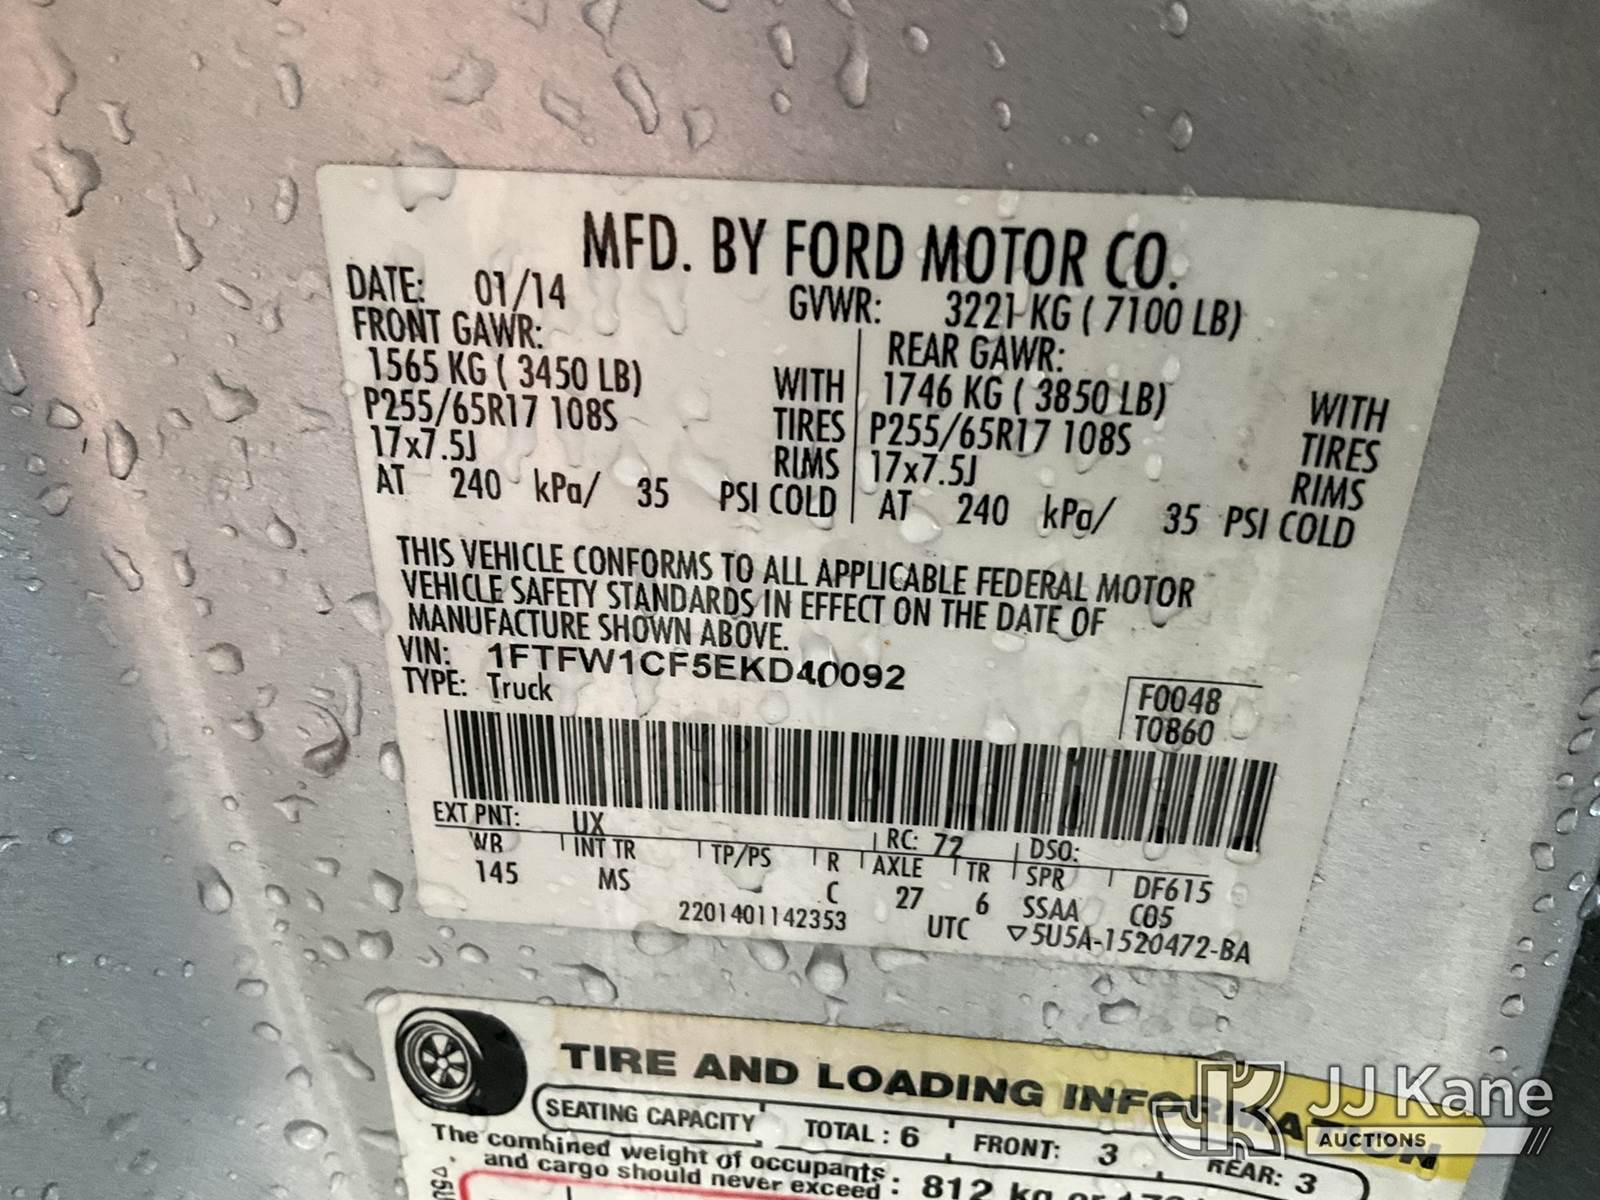 MFD. BY FORD MOTOR CO.
DATE: 01/14 GVWR: 3221 KG ( 7100 LB)
FRONT GAWR: REAR GAWR:
1565 KG ( 3450 LB) WITH 1746 KG ( 3850 LB) WITH
P255/65R17 108S TIRES P255/65R17 108S TIRES
17x7.5J RIMS 17x7.5J RIMS
AT 240 kPa/ 35 PSI COLD AT 240 kPa/ 35 PSI COLD
THIS VEHICLE CONFORMS TO ALL APPLICABLE FEDERAL MOTOR
VEHICLE SAFETY STANDARDS IN EFFECT ON THE DATE OF
MANUFACTURE SHOWN ABOVE.
VIN: 1FTFW1CF5EKD40092
TYPE: Truck
F0048
T0860
EXT PNT: UX RC: 72 DSO:
WB INT TR TP/PS R AXLE TR SPR DF615
145 MS C 27 6 SSAA C05
2201401142353 UTC ▽5U5A-1520472-BA
TIRE AND LOADING INFORMATION
SEATING CAPACITY TOTAL : 6 FRONT: 3 REAR: 3
The combined weight of occupants
and cargo should never exceed : 812 kg or
JJ Kane
AUCTIONS